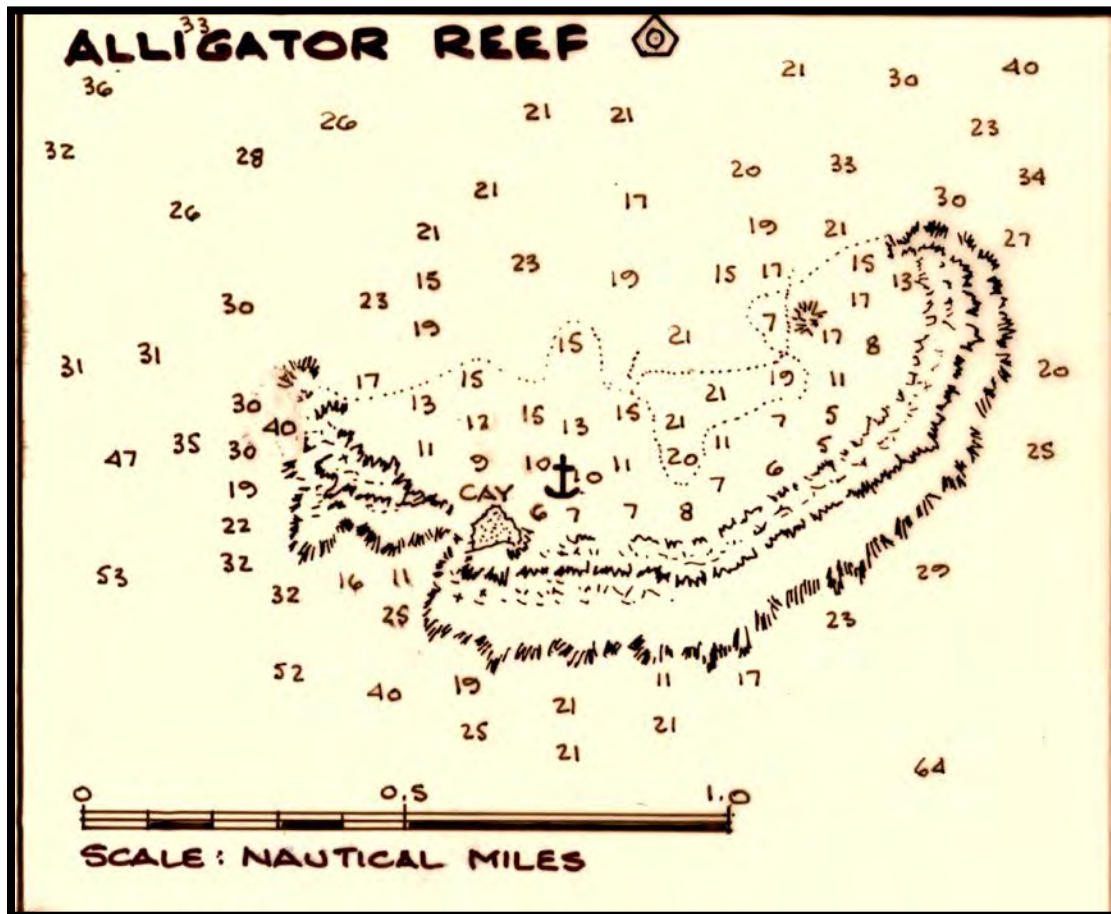 33
ALLIGATOR REEF
21 30 40
36
26 21 21 23
32 28 20 33 34
26 21 17 30
21 19 21 27
23 15 17 15
15 19 13
30 23 17
19 7
15 21 17 8
31 31 20
17 15 19 11
30 13 21
40 12 15 13 15 21 7 5
47 35 30 11 11 5 25
9 10 10 11 20 6
19 CAY 7
22 6 7 7 8
32
53 16 11 29
32 25 23
52 40 19 11 17
21
25 21
21
64
0 0.5 1.0
SCALE: NAUTICAL MILES